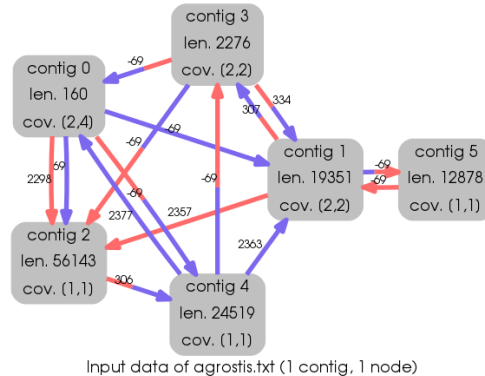 contig 3
len. 2276
cov. (2,2)
contig 0
len. 160
cov. (2,4)
-69
-69
-69
307
334
contig 1
len. 19351
cov. (2,2)
contig 5
len. 12878
cov. (1,1)
-69
-69
2298
-69
-69
-69
2377
2357
contig 2
len. 56143
cov. (1,1)
306
2363
contig 4
len. 24519
cov. (1,1)
Input data of agrostis.txt (1 contig, 1 node)